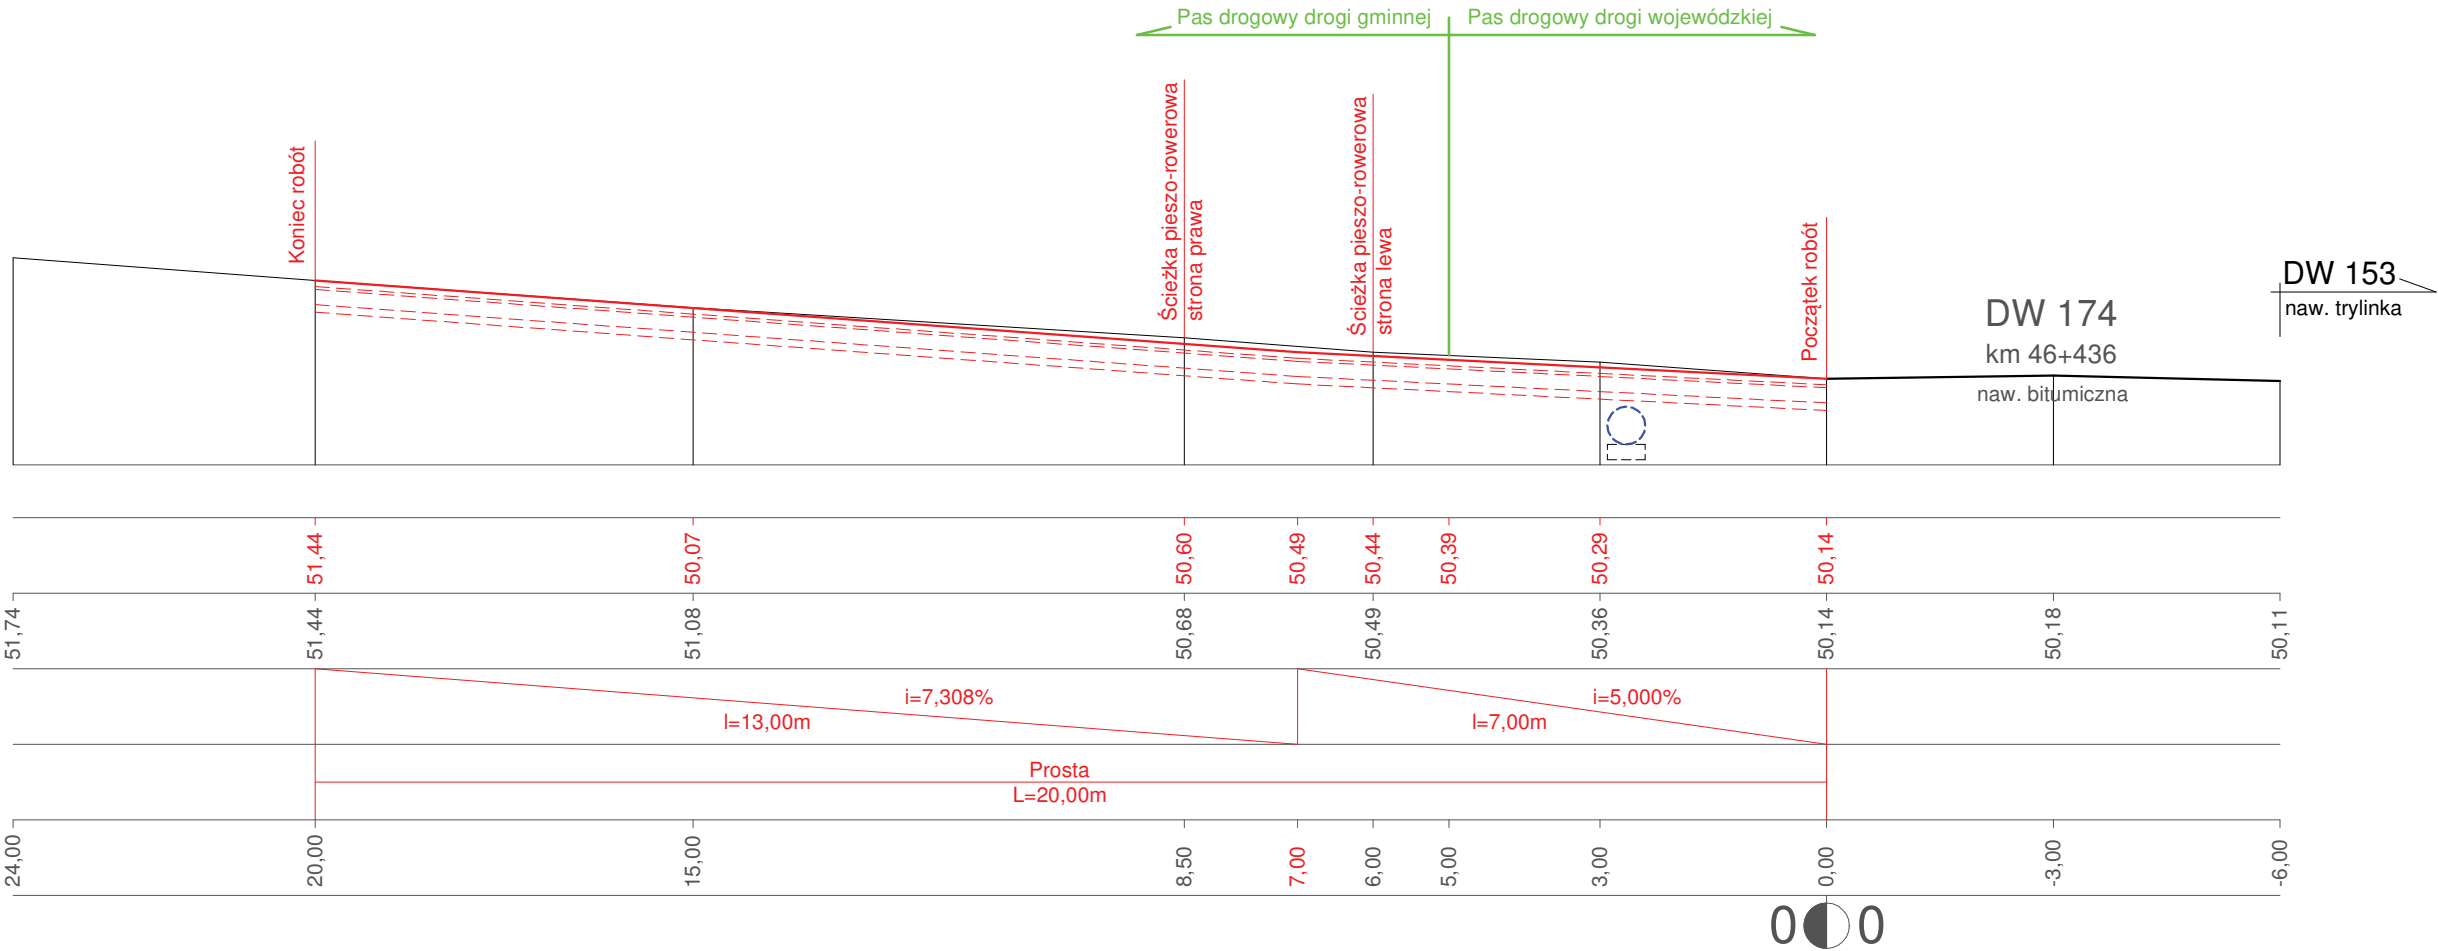 Pas drogowy drogi gminnej
Pas drogowy drogi wojewódzkiej
Koniec robót
Ścieżka pieszo-rowerowa
strona prawa
Ścieżka pieszo-rowerowa
strona lewa
Początek robót
DW 174
km 46+436
naw. bitumiczna
DW 153
naw. trylinka
51,44
50,07
50,60
50,49
50,44
50,39
50,29
50,14
51,74
51,44
51,08
50,68
50,49
50,36
50,14
50,18
50,11
i=7,308%
l=13,00m
i=5,000%
l=7,00m
Prosta
L=20,00m
24,00
20,00
15,00
8,50
7,00
6,00
5,00
3,00
0,00
-3,00
-6,00
0 0